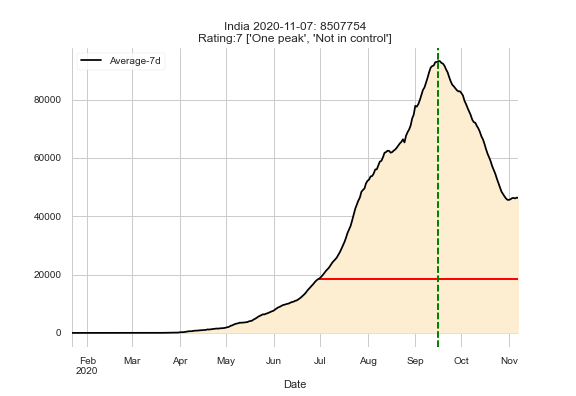 India 2020-11-07: 8507754
Rating:7 ['One peak', 'Not in control']
Average-7d
80000
60000
40000
20000
0
Feb Mar Apr May Jun Jul Aug Sep Oct Nov
2020
Date